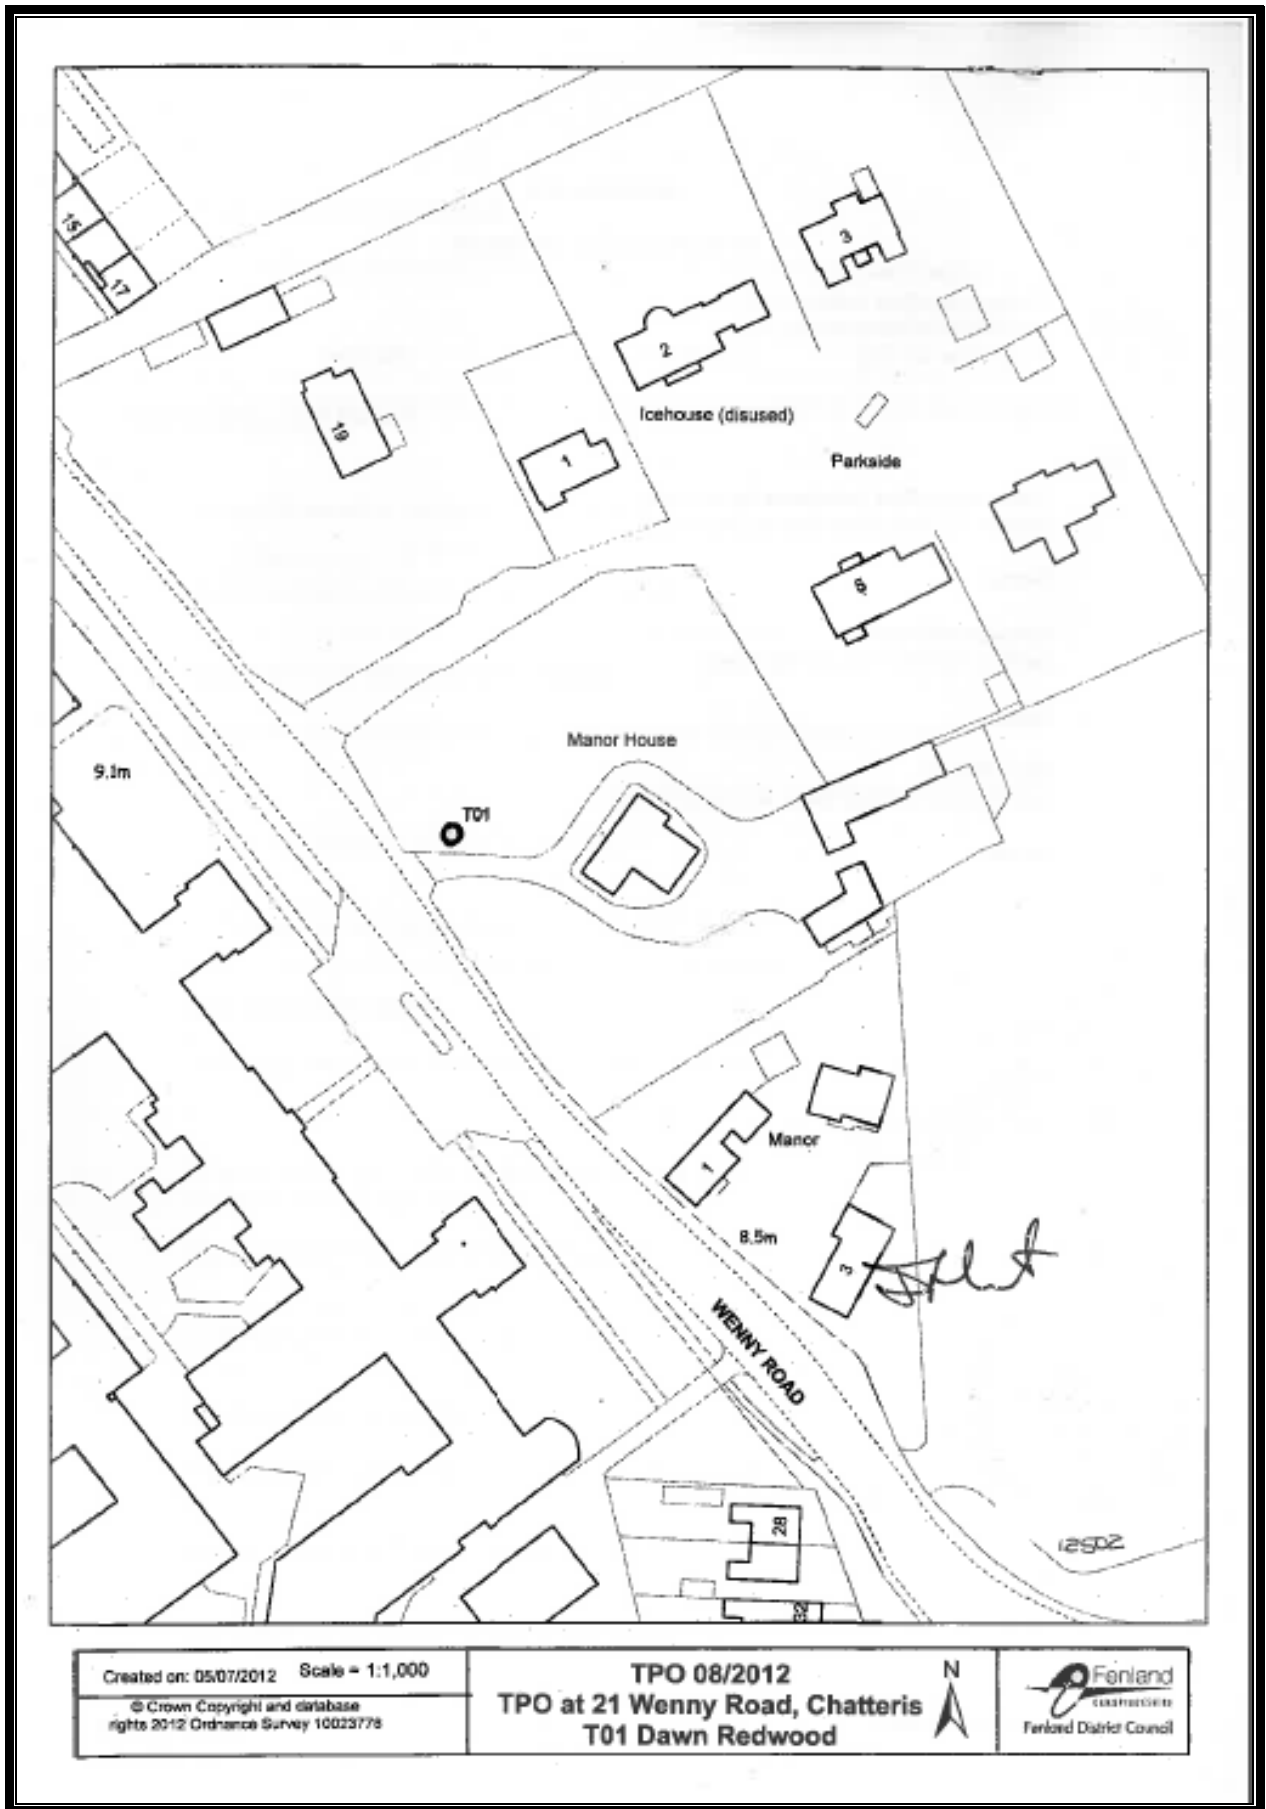 15
17
3
2
Icehouse (disused)
19
1
Parkside
6
Manor House
9.1m
T01
Manor
1
8.5m
3
WENNY ROAD
28
32
12502
Created on: 05/07/2012
Scale = 1:1,000
© Crown Copyright and database
rights 2012 Ordnance Survey 10023778
TPO 08/2012
TPO at 21 Wenny Road, Chatteris
T01 Dawn Redwood
N
Fenland
Fenland District Council